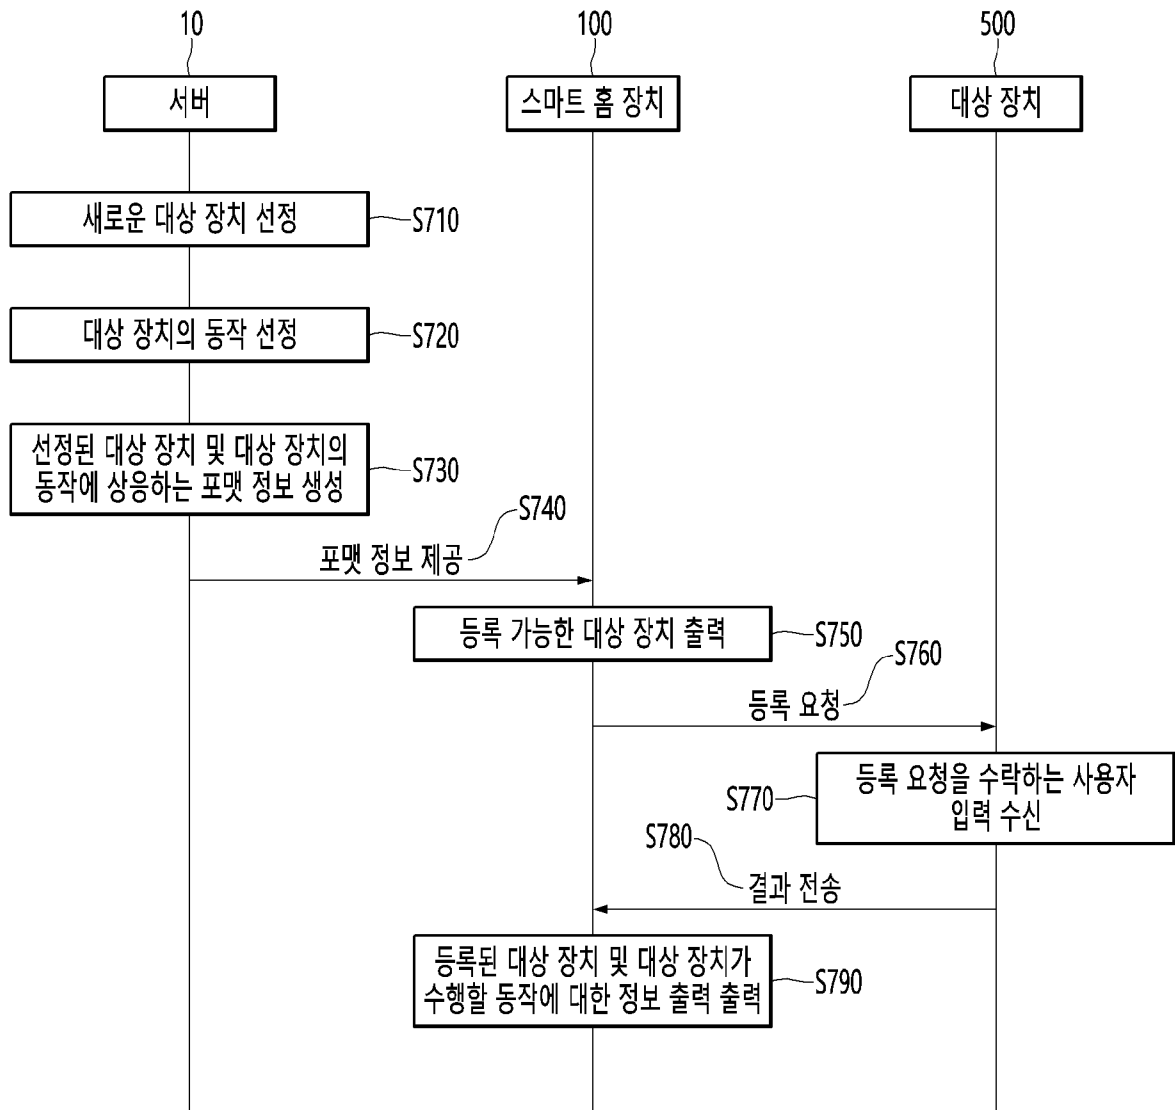 10
100
500
서버
스마트 홈 장치
대상 장치
새로운 대상 장치 선정
S710
대상 장치의 동작 선정
S720
선정된 대상 장치 및 대상 장치의
동작에 상응하는 포맷 정보 생성
S730
S740
포맷 정보 제공
등록 가능한 대상 장치 출력
S750
S760
등록 요청
등록 요청을 수락하는 사용자
입력 수신
S770
S780
결과 전송
등록된 대상 장치 및 대상 장치가
수행할 동작에 대한 정보 출력 출력
S790